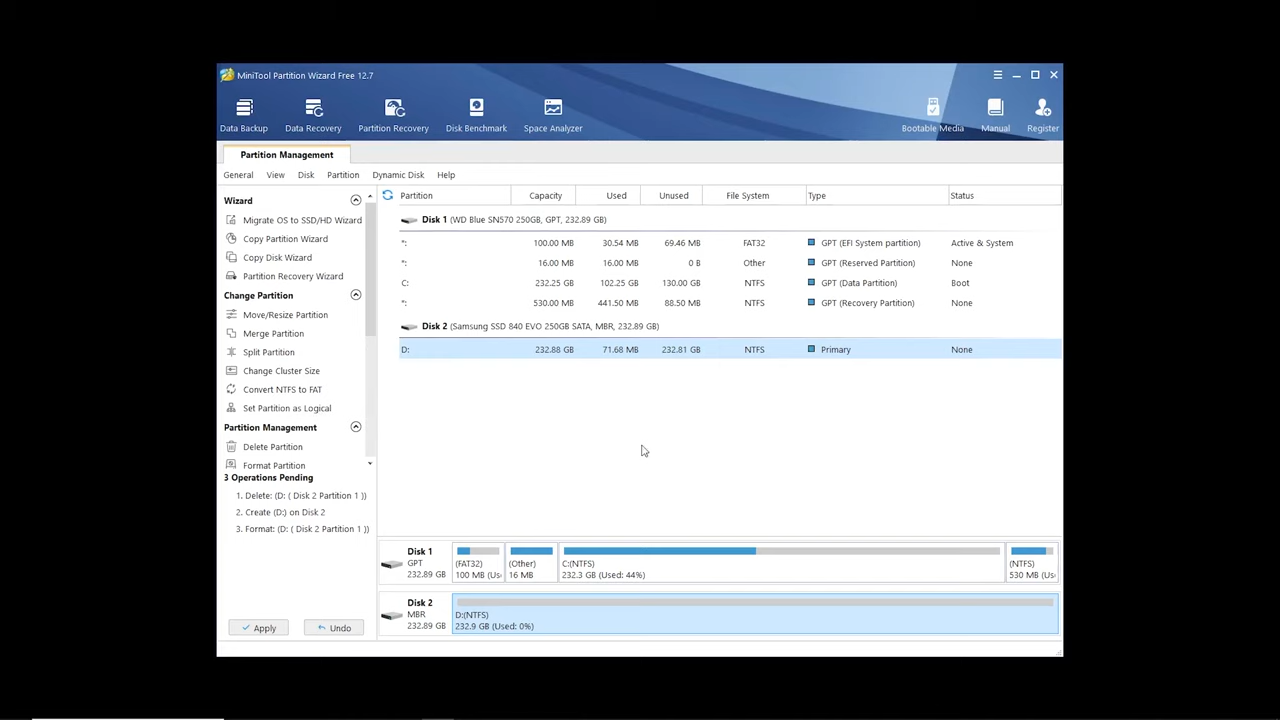 MiniTool Partition Wizard Free 12.7
Data Backup Data Recovery Partition Recovery Disk Benchmark Space Analyzer Bootable Media Manual Register
Partition Management
General View Disk Partition Dynamic Disk Help
Wizard
Migrate OS to SSD/HD Wizard
Copy Partition Wizard
Copy Disk Wizard
Partition Recovery Wizard
Change Partition
Move/Resize Partition
Merge Partition
Split Partition
Change Cluster Size
Convert NTFS to FAT
Set Partition as Logical
Partition Management
Delete Partition
Format Partition
3 Operations Pending
1. Delete: (D: ( Disk 2 Partition 1 ))
2. Create (D:) on Disk 2
3. Format: (D: ( Disk 2 Partition 1 ))
Apply Undo
Partition Capacity Used Unused File System Type Status
Disk 1 (WD Blue SN570 250GB, GPT, 232.89 GB)
*: 100.00 MB 30.54 MB 69.46 MB FAT32 GPT (EFI System partition) Active & System
*: 16.00 MB 16.00 MB 0 B Other GPT (Reserved Partition) None
C: 232.25 GB 102.25 GB 130.00 GB NTFS GPT (Data Partition) Boot
*: 530.00 MB 441.50 MB 88.50 MB NTFS GPT (Recovery Partition) None
Disk 2 (Samsung SSD 840 EVO 250GB SATA, MBR, 232.89 GB)
D: 232.88 GB 71.68 MB 232.81 GB NTFS Primary None
Disk 1
GPT
232.89 GB
(FAT32)
100 MB (Us
(Other)
16 MB
C:(NTFS)
232.3 GB (Used: 44%)
(NTFS)
530 MB (Us
Disk 2
MBR
232.89 GB
D:(NTFS)
232.9 GB (Used: 0%)